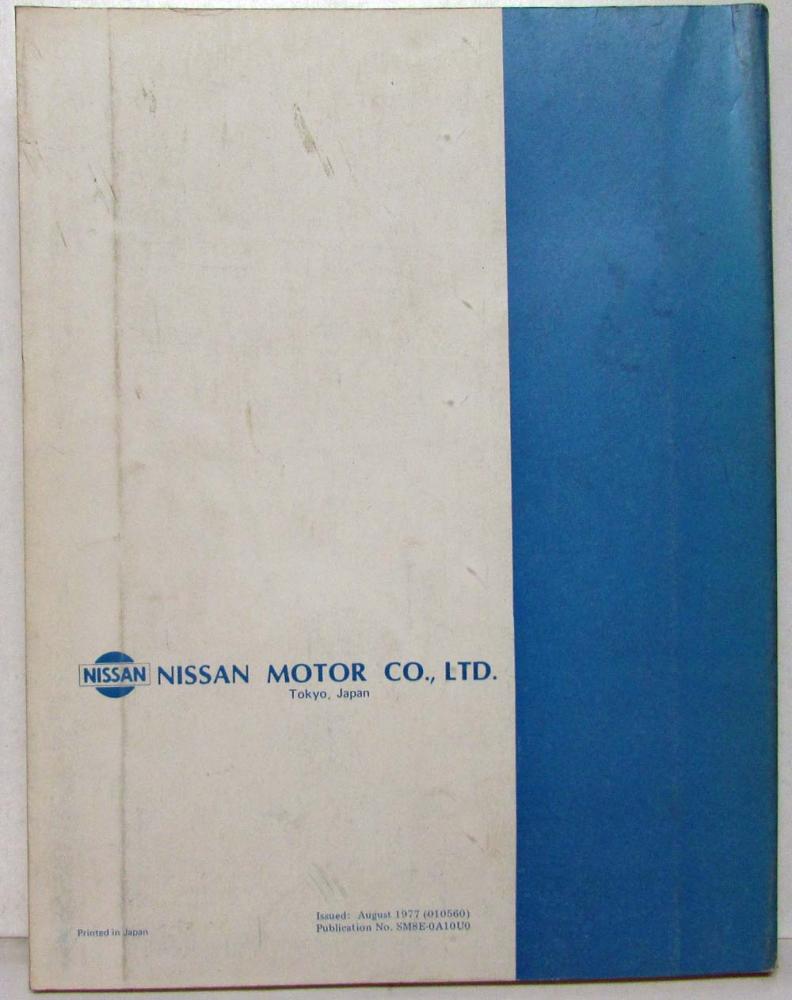 NISSAN NISSAN MOTOR CO., LTD.
Tokyo, Japan
Issued: August 1977 (010560)
Publication No. SM8E-0A10U0
Printed in Japan